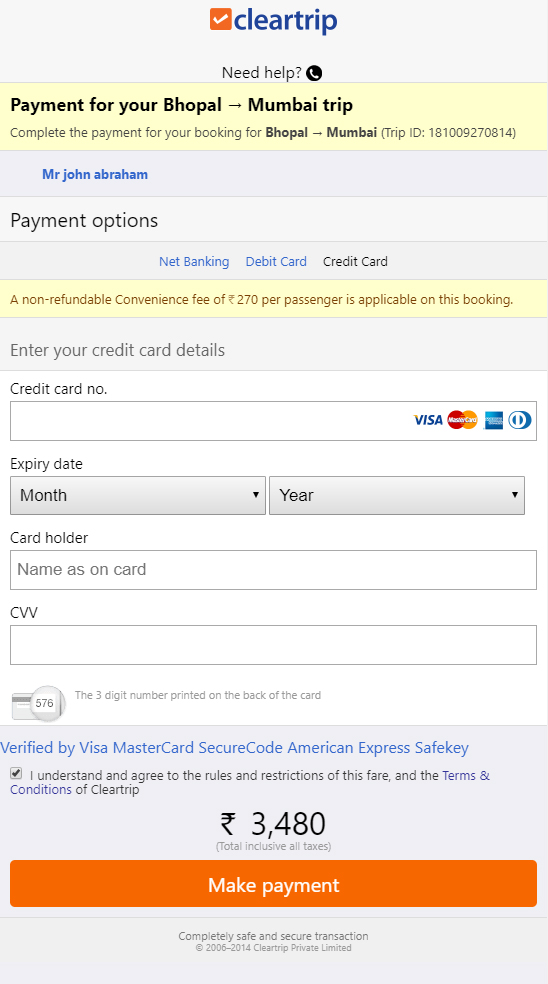 cleartrip
Need help?
Payment for your Bhopal → Mumbai trip
Complete the payment for your booking for Bhopal → Mumbai (Trip ID: 181009270814)
Mr john abraham
Payment options
Net Banking Debit Card Credit Card
A non-refundable Convenience fee of ₹ 270 per passenger is applicable on this booking.
Enter your credit card details
Credit card no.
VISA MasterCard
Expiry date
Month Year
Card holder
Name as on card
CVV
576 The 3 digit number printed on the back of the card
Verified by Visa MasterCard SecureCode American Express Safekey
I understand and agree to the rules and restrictions of this fare, and the Terms &
Conditions of Cleartrip
₹ 3,480
(Total inclusive all taxes)
Make payment
Completely safe and secure transaction
© 2006–2014 Cleartrip Private Limited